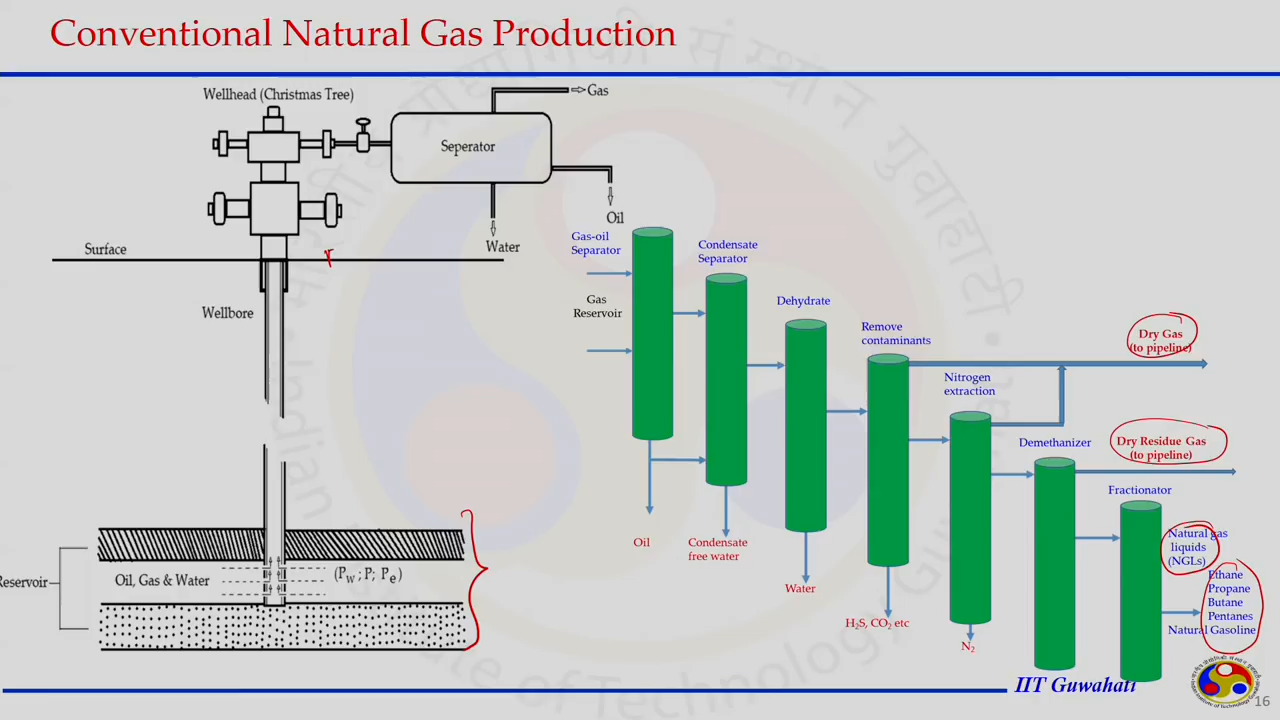 Conventional Natural Gas Production
Wellhead (Christmas Tree)
Gas
Seperator
Oil
Water
Surface
Wellbore
Reservoir
Oil, Gas & Water
(Pw ; P; Pe)
Gas-oil
Separator
Gas
Reservoir
Condensate
Separator
Dehydrate
Remove
contaminants
Nitrogen
extraction
Demethanizer
Fractionator
Dry Gas
(to pipeline)
Dry Residue Gas
(to pipeline)
Natural gas
liquids
(NGLs)
Ethane
Propane
Butane
Pentanes
Natural Gasoline
Oil
Condensate
free water
Water
H₂S, CO₂ etc
N₂
IIT Guwahati
16